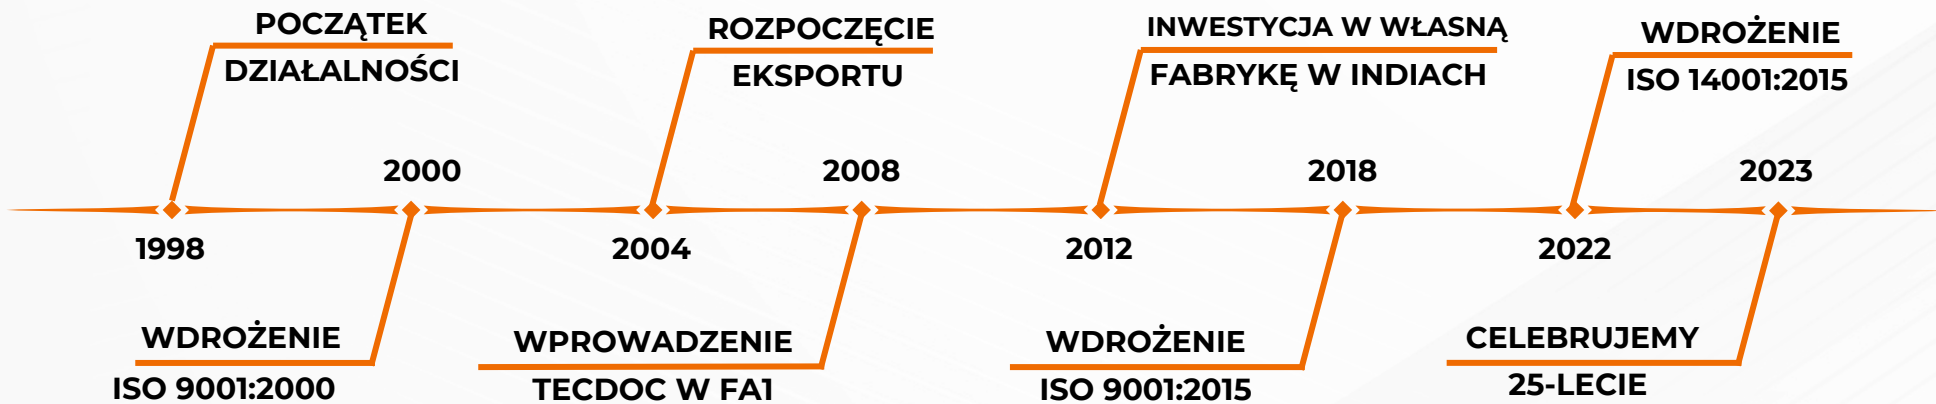 POCZĄTEK
DZIAŁALNOŚCI
1998
2000
WDROŻENIE
ISO 9001:2000
ROZPOCZĘCIE
EKSPORTU
2004
2008
WPROWADZENIE
TECDOC W FA1
INWESTYCJA W WŁASNĄ
FABRYKĘ W INDIACH
2012
2018
WDROŻENIE
ISO 9001:2015
WDROŻENIE
ISO 14001:2015
2022
2023
CELEBRUJEMY
25-LECIE